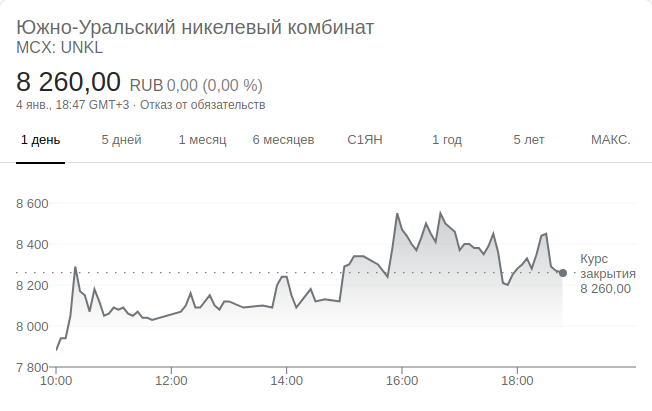 Южно-Уральский никелевый комбинат
MCX: UNKL
8 260,00 RUB 0,00 (0,00 %)
4 янв., 18:47 GMT+3 · Отказ от обязательств
1 день 5 дней 1 месяц 6 месяцев С1ЯН 1 год 5 лет МАКС.
8 600
8 400
8 200
8 000
7 800
Курс
закрытия
8 260,00
10:00 12:00 14:00 16:00 18:00